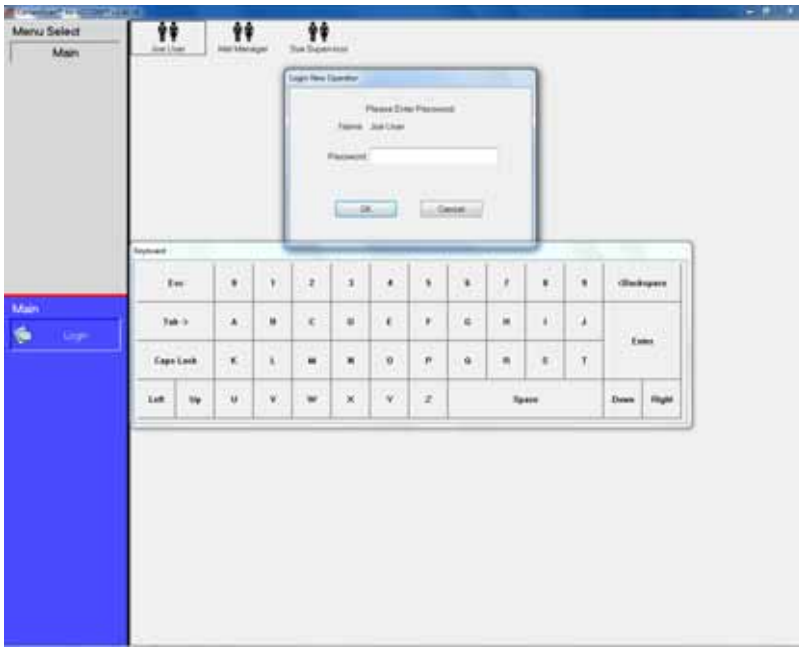 Menu Select
Main
Joe User
Sue Supervisor
Login New Operator
Please Enter Password
Name Joe User
Password
OK
Cancel
Keyboard
Esc 0 1 2 3 4 5 6 7 8 9 <Backspace
Tab -> A B C D E F G H I J
Enter
Caps Lock K L M N O P Q R S T
Left Up U V W X Y Z Space Down Right
Main
Login